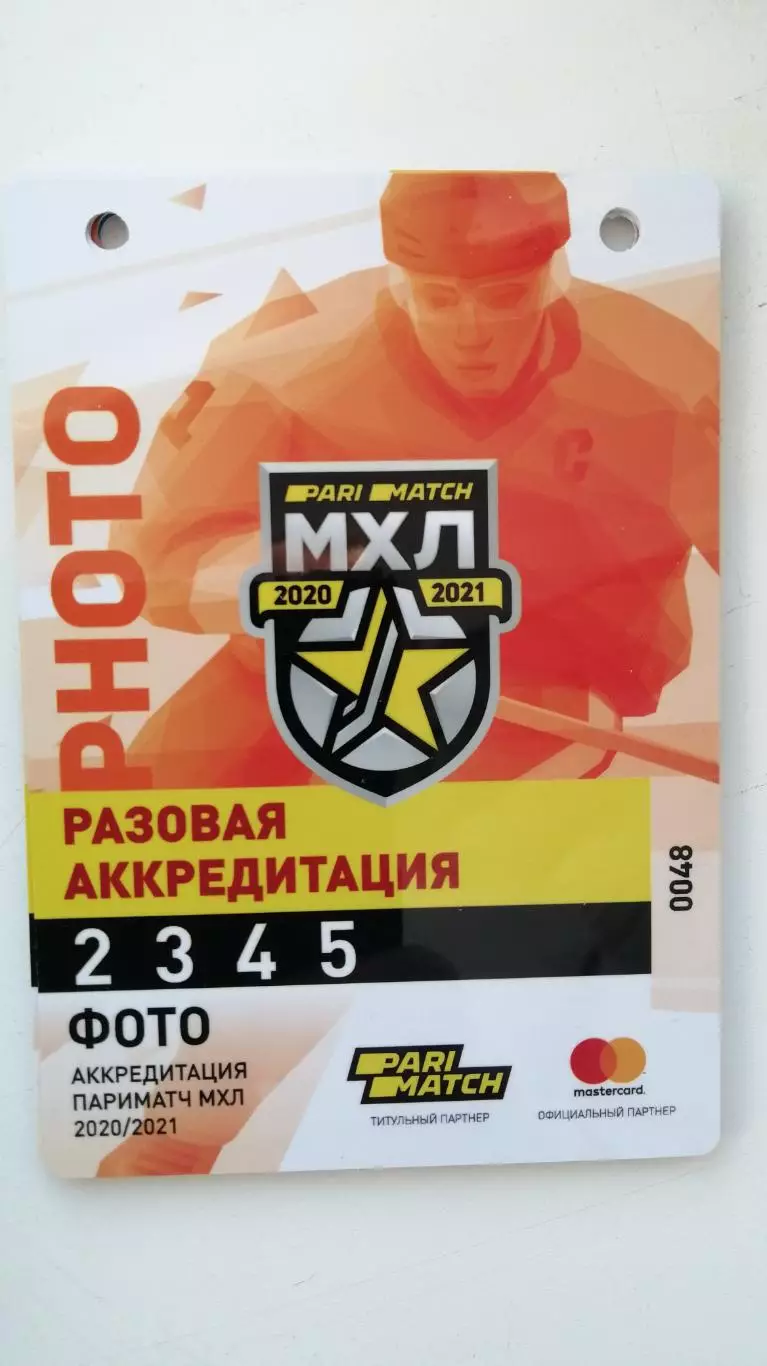 PHOTO
C
PARI MATCH
МХЛ
2020 2021
РАЗОВАЯ
АККРЕДИТАЦИЯ
0048
2 3 4 5
ФОТО
АККРЕДИТАЦИЯ
ПАРИМАТЧ МХЛ
2020/2021
PARI
MATCH
ТИТУЛЬНЫЙ ПАРТНЕР
mastercard.
ОФИЦИАЛЬНЫЙ ПАРТНЕР